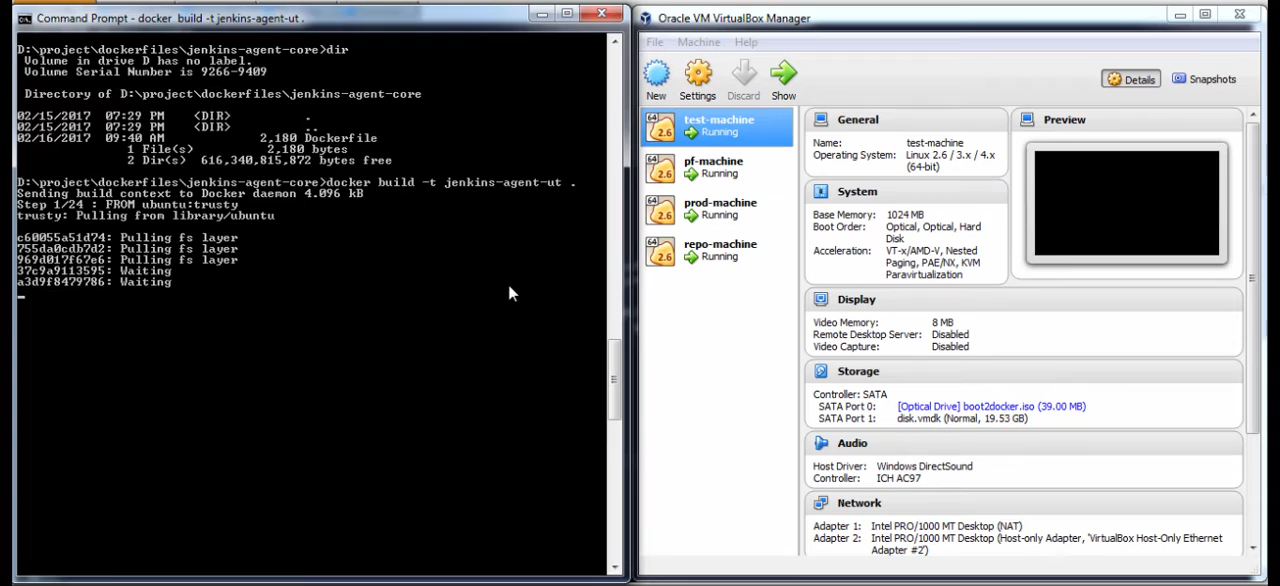 Command Prompt - docker build -t jenkins-agent-ut .
D:\project\dockerfiles\jenkins-agent-core>dir
Volume in drive D has no label.
Volume Serial Number is 9266-9409
Directory of D:\project\dockerfiles\jenkins-agent-core
02/15/2017 07:29 PM <DIR> .
02/15/2017 07:29 PM <DIR> ..
02/16/2017 09:40 AM 2,180 Dockerfile
1 File(s) 2,180 bytes
2 Dir(s) 616,340,815,872 bytes free
D:\project\dockerfiles\jenkins-agent-core>docker build -t jenkins-agent-ut .
Sending build context to Docker daemon 4.096 kB
Step 1/24 : FROM ubuntu:trusty
trusty: Pulling from library/ubuntu
c60055a51d74: Pulling fs layer
755da0cdb7d2: Pulling fs layer
969d017f67e6: Pulling fs layer
37c9a9113595: Waiting
a3d9f8479786: Waiting
Oracle VM VirtualBox Manager
File Machine Help
New Settings Discard Show
Details Snapshots
64 2.6 test-machine
Running
64 2.6 pf-machine
Running
64 2.6 prod-machine
Running
64 2.6 repo-machine
Running
General
Name: test-machine
Operating System: Linux 2.6 / 3.x / 4.x
(64-bit)
System
Base Memory: 1024 MB
Boot Order: Optical, Optical, Hard
Disk
Acceleration: VT-x/AMD-V, Nested
Paging, PAE/NX, KVM
Paravirtualization
Preview
Display
Video Memory: 8 MB
Remote Desktop Server: Disabled
Video Capture: Disabled
Storage
Controller: SATA
SATA Port 0: [Optical Drive] boot2docker.iso (39.00 MB)
SATA Port 1: disk.vmdk (Normal, 19.53 GB)
Audio
Host Driver: Windows DirectSound
Controller: ICH AC97
Network
Adapter 1: Intel PRO/1000 MT Desktop (NAT)
Adapter 2: Intel PRO/1000 MT Desktop (Host-only Adapter, 'VirtualBox Host-Only Ethernet
Adapter #2')